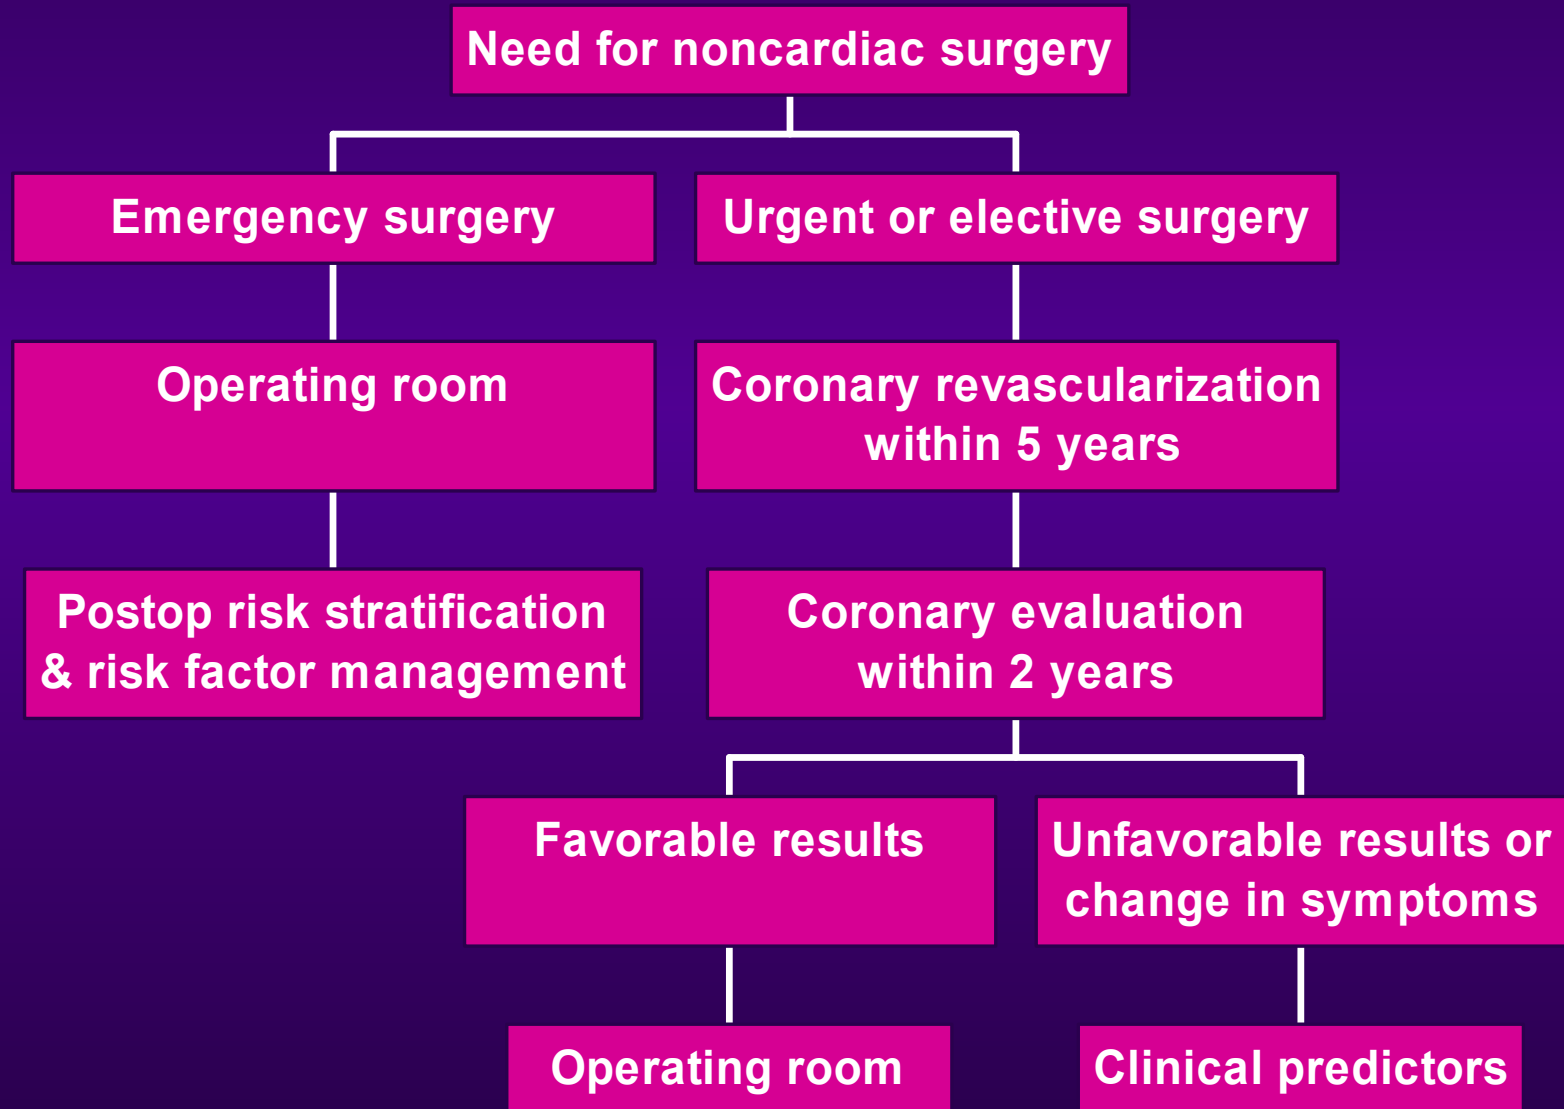 Need for noncardiac surgery
Emergency surgery
Urgent or elective surgery
Operating room
Coronary revascularization
within 5 years
Postop risk stratification
& risk factor management
Coronary evaluation
within 2 years
Favorable results
Unfavorable results or
change in symptoms
Operating room
Clinical predictors